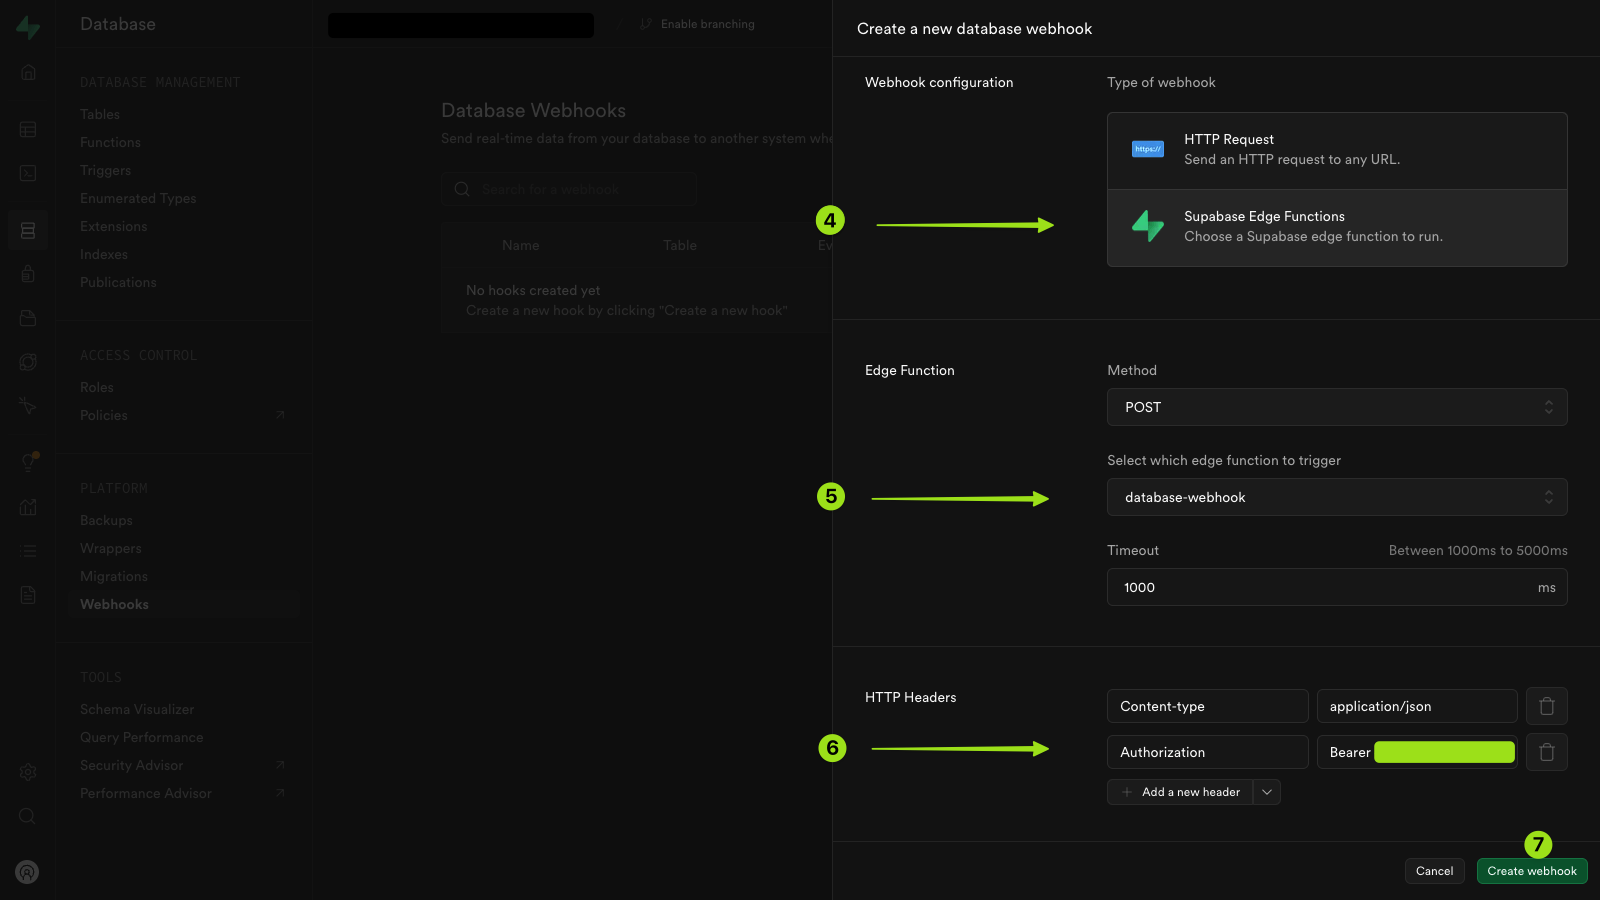 Database
Enable branching
DATABASE MANAGEMENT
Tables
Functions
Triggers
Enumerated Types
Extensions
Indexes
Publications
ACCESS CONTROL
Roles
Policies
PLATFORM
Backups
Wrappers
Migrations
Webhooks
TOOLS
Schema Visualizer
Query Performance
Security Advisor
Performance Advisor
Database Webhooks
Send real-time data from your database to another system whe
Search for a webhook
Name Table Ev
No hooks created yet
Create a new hook by clicking "Create a new hook"
Create a new database webhook
Webhook configuration
Type of webhook
https://
HTTP Request
Send an HTTP request to any URL.
4
Supabase Edge Functions
Choose a Supabase edge function to run.
Edge Function
Method
POST
Select which edge function to trigger
5
database-webhook
Timeout Between 1000ms to 5000ms
1000 ms
HTTP Headers
Content-type application/json
6
Authorization Bearer
Add a new header
7
Cancel Create webhook